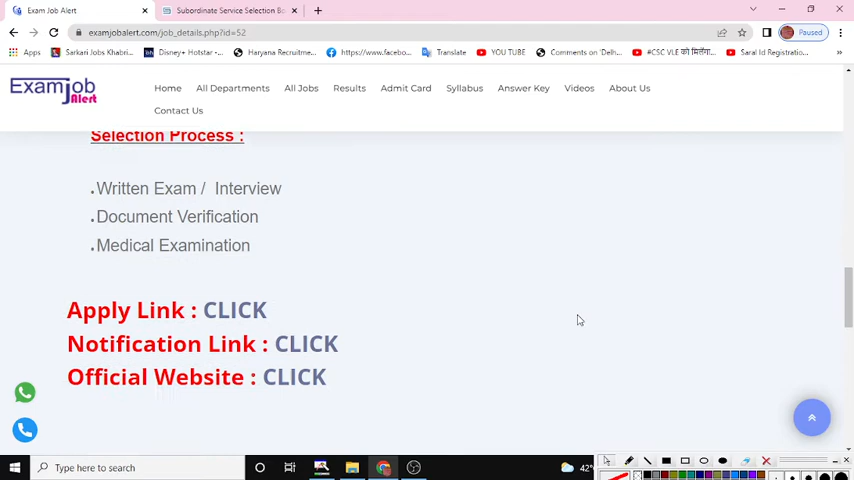 Exam Job Alert
Subordinate Service Selection Bo
examjobalert.com/job_details.php?id=52
Paused
Apps
Sarkari Jobs Khabri...
Disney+ Hotstar -...
Haryana Recruitme...
https://www.facebo...
Translate
YOU TUBE
Comments on 'Delh...
#CSC VLE को मिलेंगा...
Saral Id Registratio...
Examjob
Alert
Home
All Departments
All Jobs
Results
Admit Card
Syllabus
Answer Key
Videos
About Us
Contact Us
Selection Process :
• Written Exam / Interview
• Document Verification
• Medical Examination
Apply Link : CLICK
Notification Link : CLICK
Official Website : CLICK
Type here to search
42°